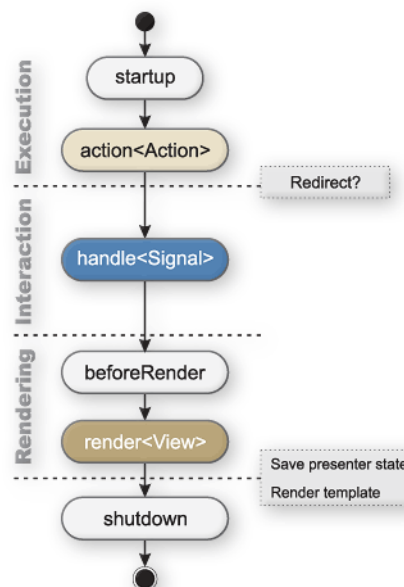 startup
Execution
action<Action>
Redirect?
Interaction
handle<Signal>
Rendering
beforeRender
render<View>
Save presenter state
Render template
shutdown